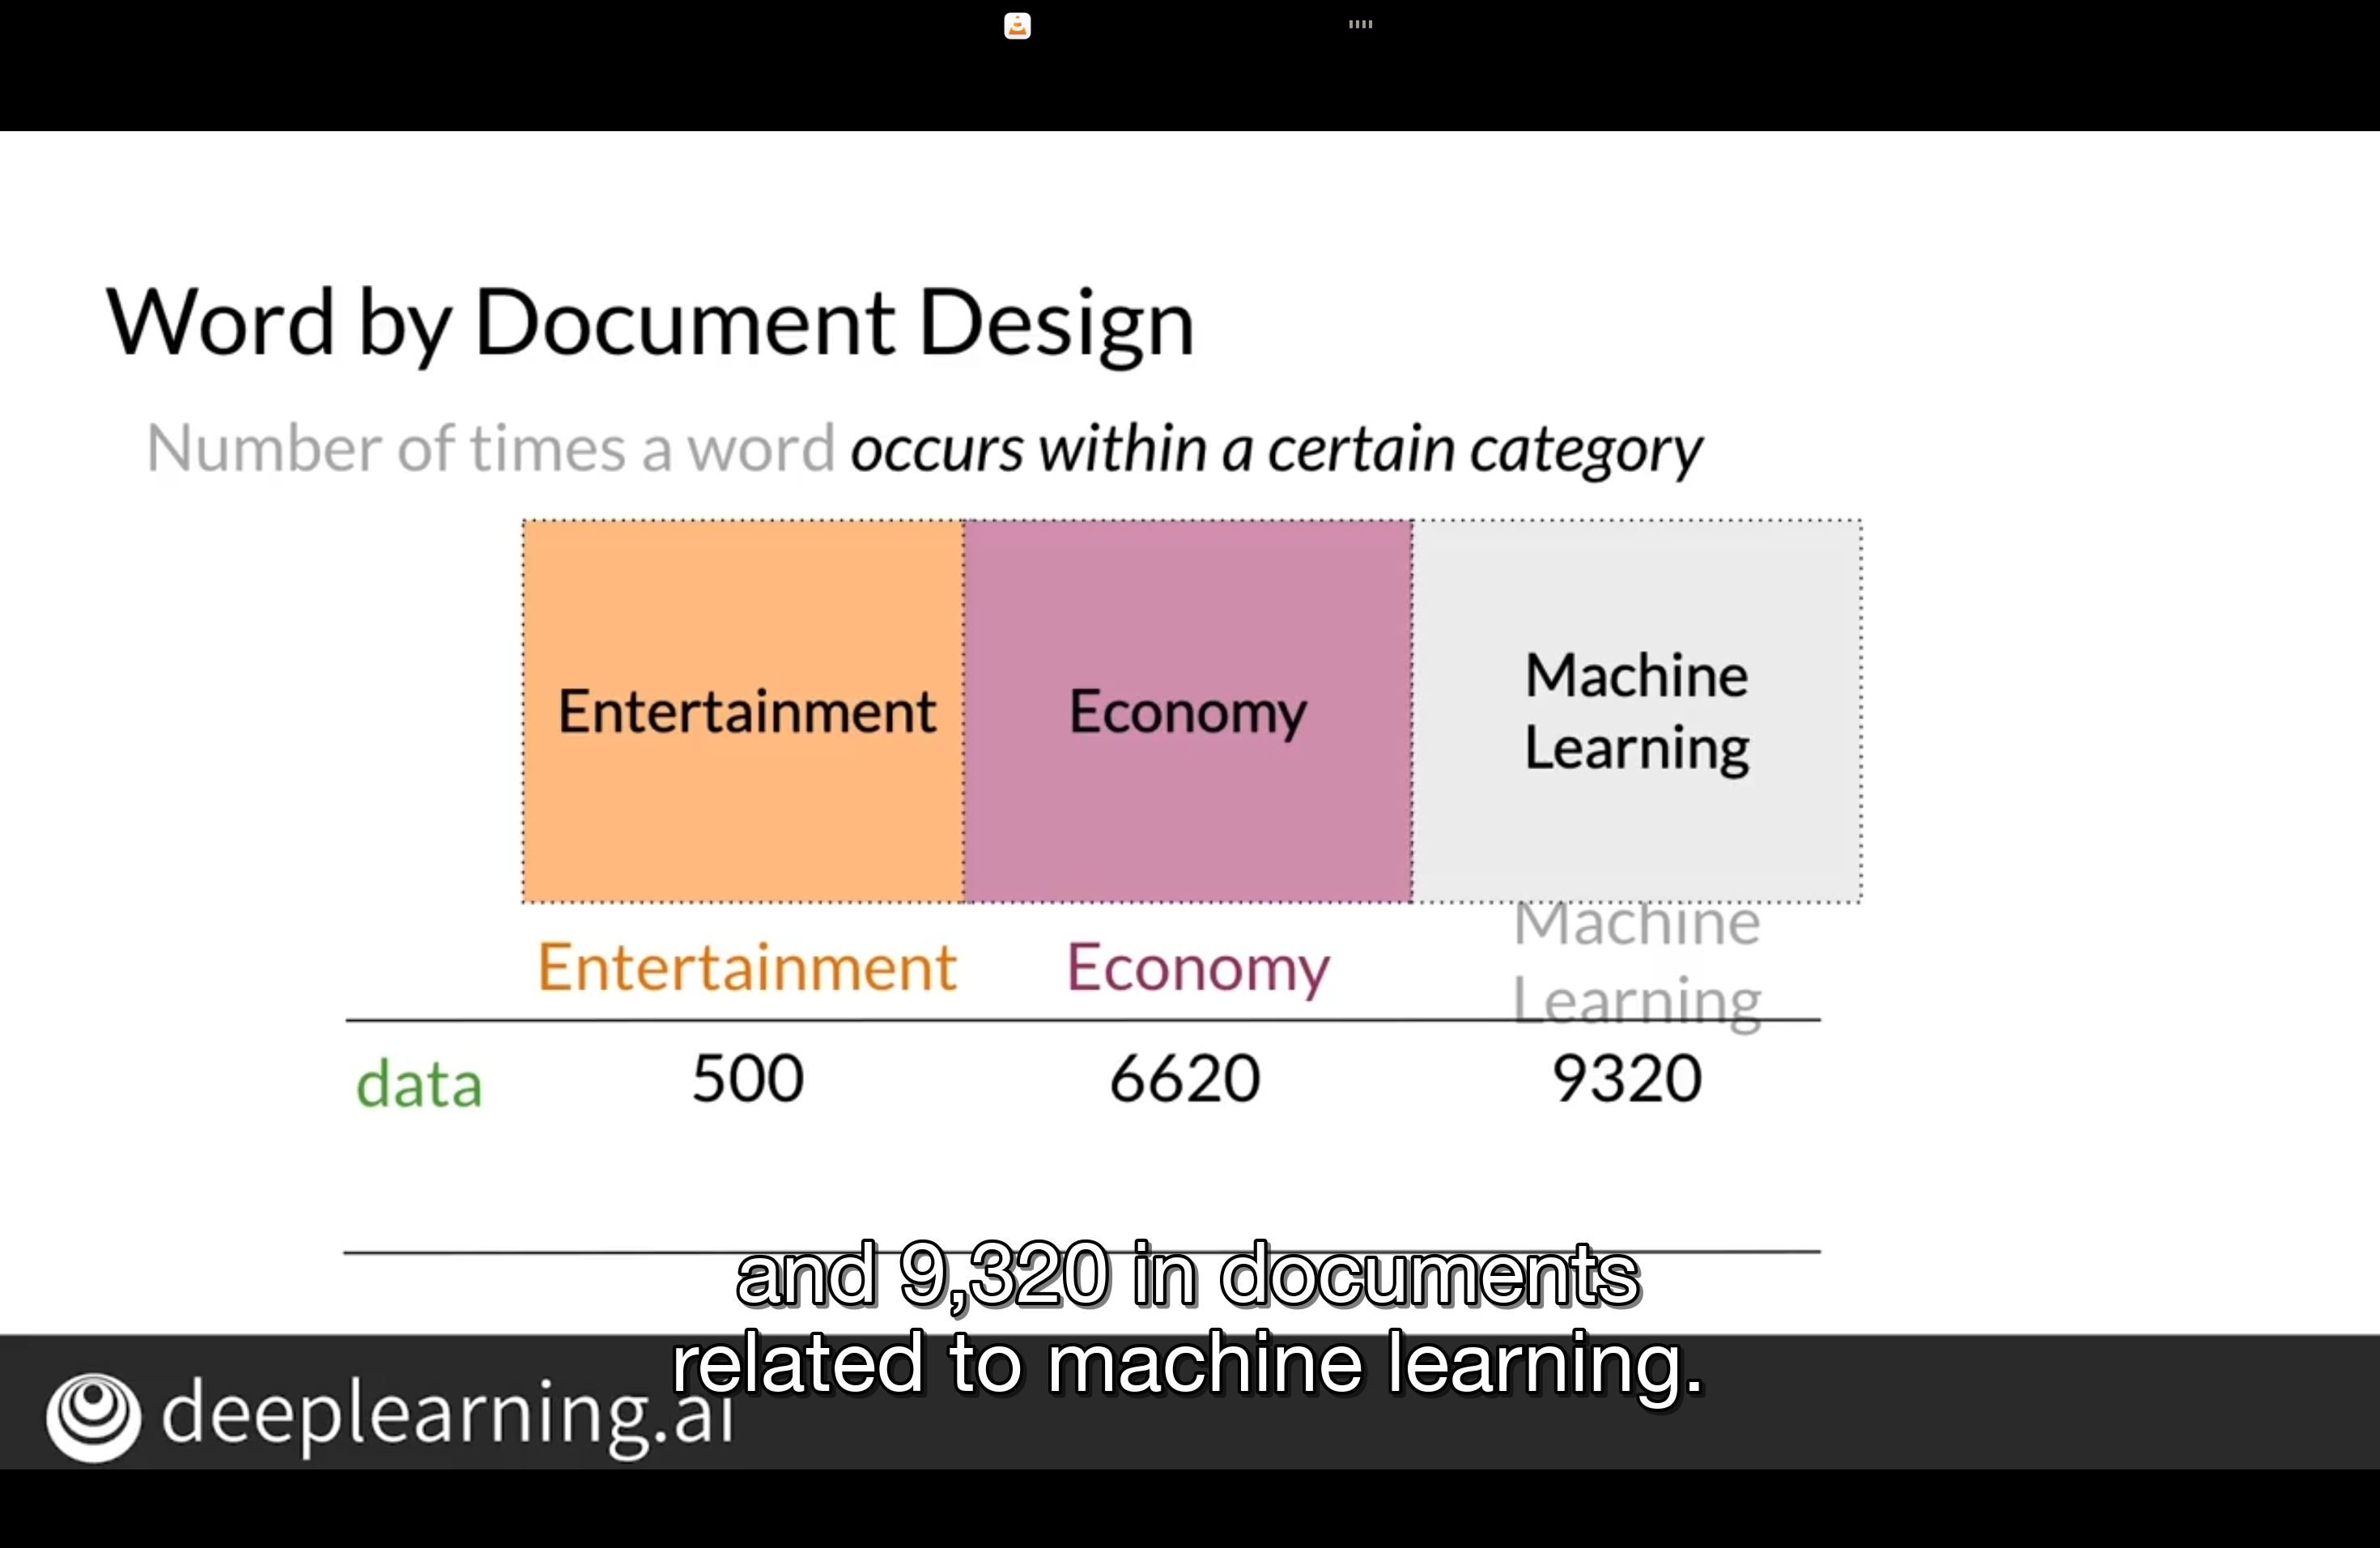 Word by Document Design
Number of times a word occurs within a certain category
Entertainment
Economy
Machine
Learning
Entertainment Economy Machine
Learning
data 500 6620 9320
and 9,320 in documents
related to machine learning.
deeplearning.ai